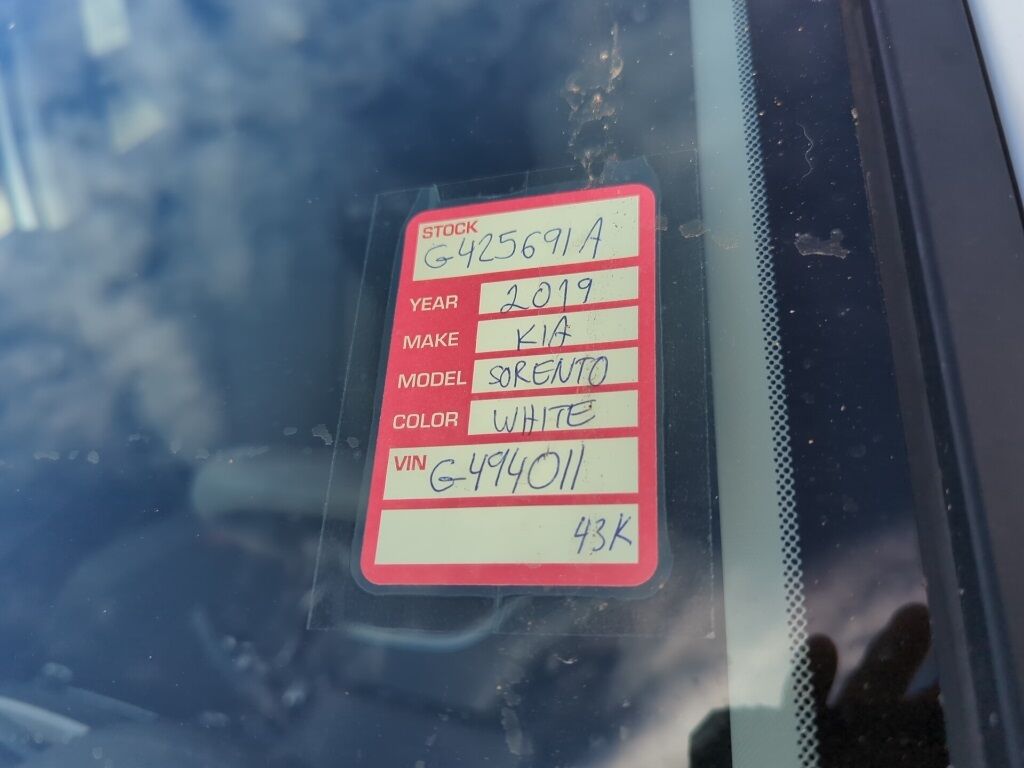 STOCK
G425691A
YEAR 2019
MAKE KIA
MODEL SORENTO
COLOR WHITE
VIN G494011
43K